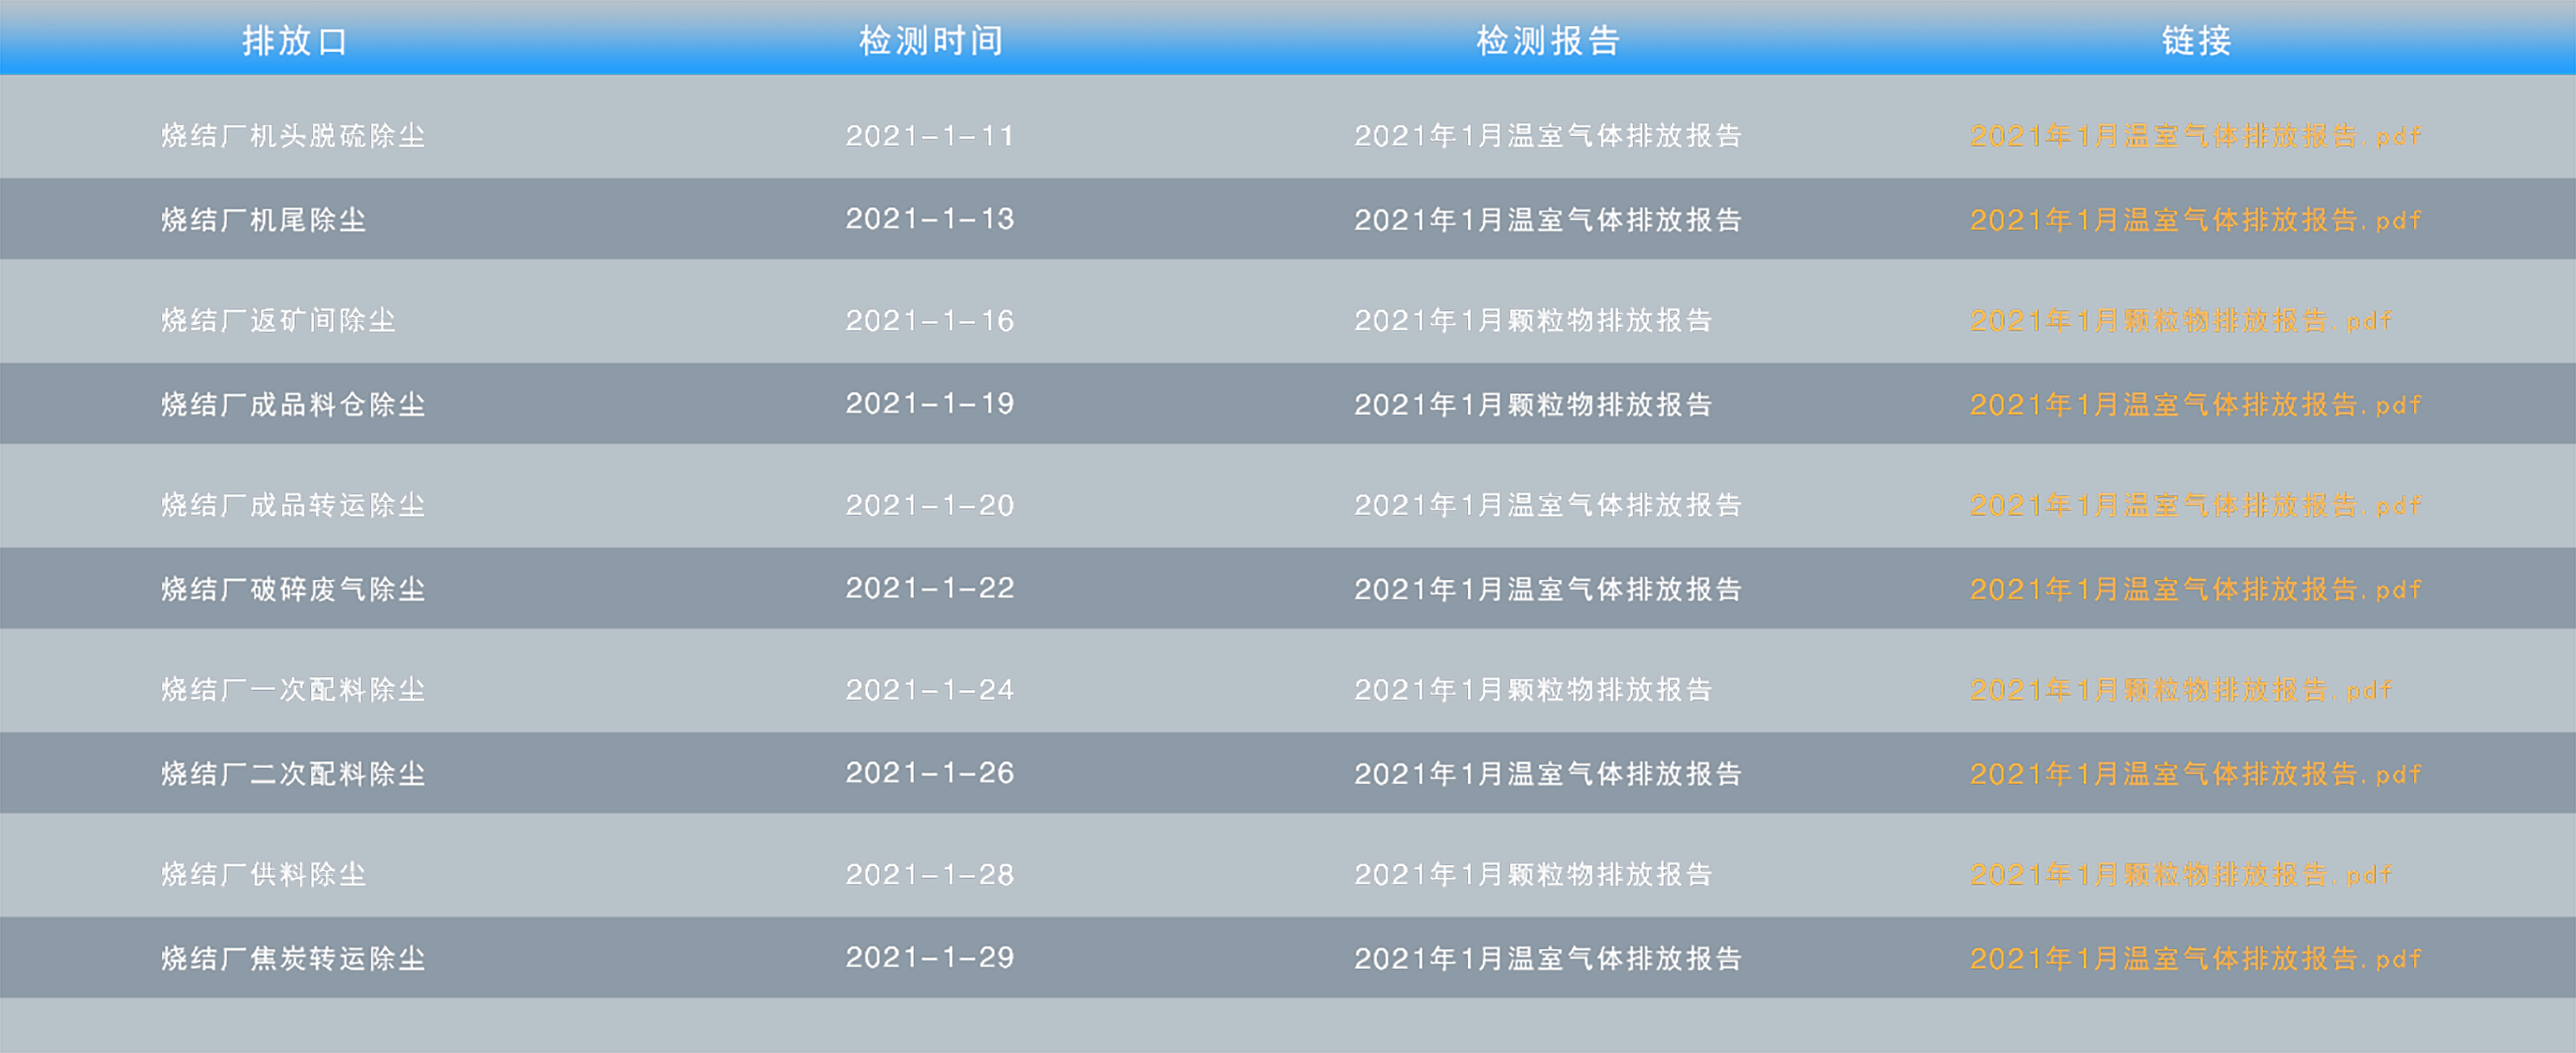 排放口 检测时间 检测报告 链接
烧结厂机头脱硫除尘 2021-1-11 2021年1月温室气体排放报告 2021年1月温室气体排放报告.pdf
烧结厂机尾除尘 2021-1-13 2021年1月温室气体排放报告 2021年1月温室气体排放报告.pdf
烧结厂返矿间除尘 2021-1-16 2021年1月颗粒物排放报告 2021年1月颗粒物排放报告.pdf
烧结厂成品料仓除尘 2021-1-19 2021年1月颗粒物排放报告 2021年1月温室气体排放报告.pdf
烧结厂成品转运除尘 2021-1-20 2021年1月温室气体排放报告 2021年1月温室气体排放报告.pdf
烧结厂破碎废气除尘 2021-1-22 2021年1月温室气体排放报告 2021年1月温室气体排放报告.pdf
烧结厂一次配料除尘 2021-1-24 2021年1月颗粒物排放报告 2021年1月颗粒物排放报告.pdf
烧结厂二次配料除尘 2021-1-26 2021年1月温室气体排放报告 2021年1月温室气体排放报告.pdf
烧结厂供料除尘 2021-1-28 2021年1月颗粒物排放报告 2021年1月颗粒物排放报告.pdf
烧结厂焦炭转运除尘 2021-1-29 2021年1月温室气体排放报告 2021年1月温室气体排放报告.pdf